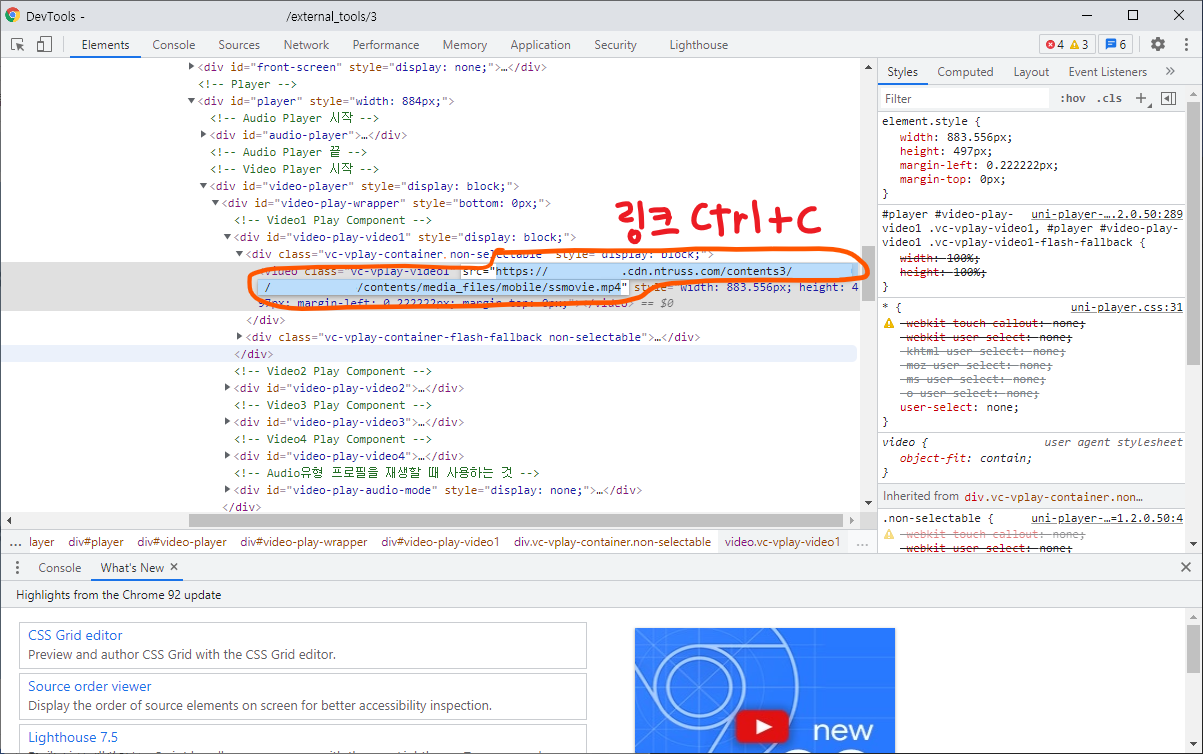 DevTools - /external_tools/3
Elements Console Sources Network Performance Memory Application Security Lighthouse 4 3 6
<div id="front-screen" style="display: none;">…</div>
<!-- Player -->
<div id="player" style="width: 884px;">
<!-- Audio Player 시작 -->
<div id="audio-player">…</div>
<!-- Audio Player 끝 -->
<!-- Video Player 시작 -->
<div id="video-player" style="display: block;">
<div id="video-play-wrapper" style="bottom: 0px;">
<!-- Video1 Play Component -->
링크 Ctrl+C
<div id="video-play-video1" style="display: block;">
<div class="vc-vplay-container non-selectable" style="display: block;">
<video class="vc-vplay-video1" src="https:// .cdn.ntruss.com/contents3/
/ /contents/media_files/mobile/ssmovie.mp4" style="width: 883.556px; height: 4
97px; margin-left: 0.222222px; margin-top: 0px;"></video> == $0
</div>
<div class="vc-vplay-container-flash-fallback non-selectable">…</div>
</div>
<!-- Video2 Play Component -->
<div id="video-play-video2">…</div>
<!-- Video3 Play Component -->
<div id="video-play-video3">…</div>
<!-- Video4 Play Component -->
<div id="video-play-video4">…</div>
<!-- Audio유형 프로필을 재생할 때 사용하는 것 -->
<div id="video-play-audio-mode" style="display: none;">…</div>
</div>
… layer div#player div#video-player div#video-play-wrapper div#video-play-video1 div.vc-vplay-container.non-selectable video.vc-vplay-video1 …
Styles Computed Layout Event Listeners »
Filter :hov .cls +
element.style {
width: 883.556px;
height: 497px;
margin-left: 0.222222px;
margin-top: 0px;
}
#player #video-play- uni-player-….2.0.50:289
video1 .vc-vplay-video1, #player #video-play-
video1 .vc-vplay-video1-flash-fallback {
width: 100%;
height: 100%;
}
* { uni-player.css:31
-webkit-touch-callout: none;
-webkit-user-select: none;
-khtml-user-select: none;
-moz-user-select: none;
-ms-user-select: none;
-o-user-select: none;
user-select: none;
}
video { user agent stylesheet
object-fit: contain;
}
Inherited from div.vc-vplay-container.non…
.non-selectable { uni-player-…=1.2.0.50:4
-webkit-touch-callout: none;
-webkit-user-select: none;
Console What's New
Highlights from the Chrome 92 update
CSS Grid editor
Preview and author CSS Grid with the CSS Grid editor.
Source order viewer
Display the order of source elements on screen for better accessibility inspection.
Lighthouse 7.5
new